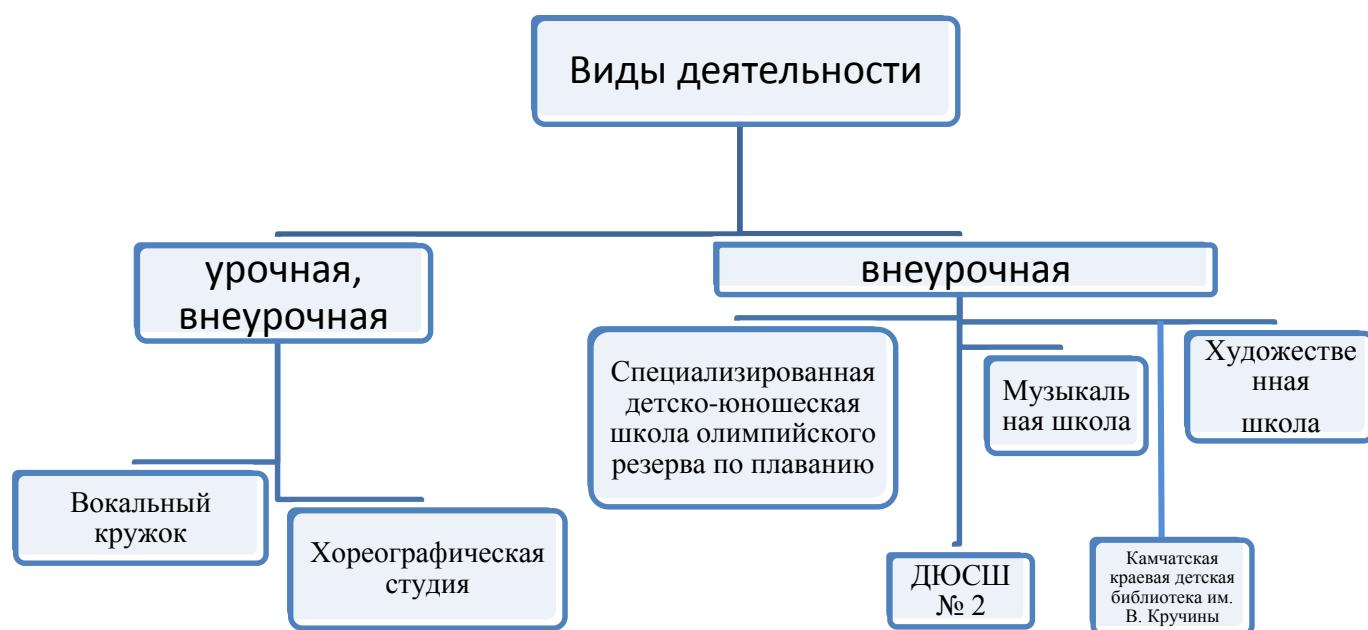 Виды деятельности
урочная,
внеурочная
внеурочная
Специализированная
детско-юношеская
школа олимпийского
резерва по плаванию
Музыкаль
ная школа
Художестве
нная
школа
Вокальный
кружок
Хореографическая
студия
ДЮСШ
№ 2
Камчатская
краевая детская
библиотека им.
В. Кручины